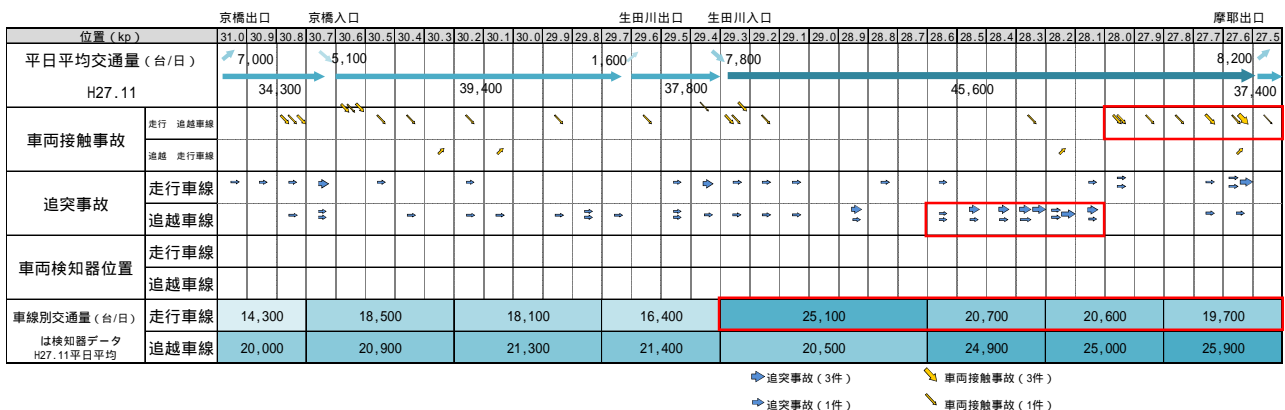 京橋出口 京橋入口 生田川出口 生田川入口 摩耶出口
位置（kp） 31.0 30.9 30.8 30.7 30.6 30.5 30.4 30.3 30.2 30.1 30.0 29.9 29.8 29.7 29.6 29.5 29.4 29.3 29.2 29.1 29.0 28.9 28.8 28.7 28.6 28.5 28.4 28.3 28.2 28.1 28.0 27.9 27.8 27.7 27.6 27.5
平日平均交通量（台/日） 7,000 5,100 1,600 7,800 8,200
H27.11 34,300 39,400 37,800 45,600 37,400
車両接触事故
走行 追越車線
追越 走行車線
追突事故
走行車線
追越車線
車両検知器位置
走行車線
追越車線
車線別交通量（台/日） 走行車線 14,300 18,500 18,100 16,400 25,100 20,700 20,600 19,700
は検知器データ
H27.11平日平均
追越車線 20,000 20,900 21,300 21,400 20,500 24,900 25,000 25,900
追突事故（3件） 車両接触事故（3件）
追突事故（1件） 車両接触事故（1件）